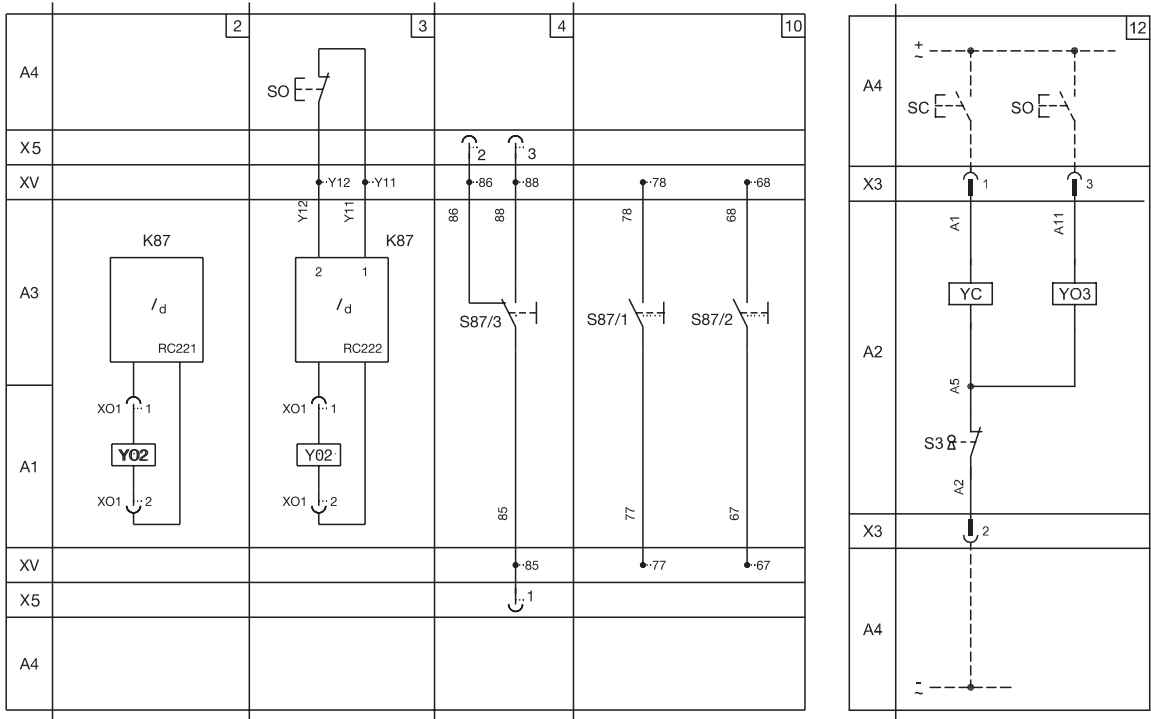 2
3
4
10
12
A4
SO
+
~
A4
SC
SO
X5
2
3
XV
Y12
Y11
86
88
78
68
X3
1
3
Y12
Y11
86
88
78
68
A1
A11
K87
K87
2
1
A3
/d
/d
YC
YO3
S87/3
S87/1
S87/2
RC221
RC222
A2
A5
XO1
1
XO1
1
A1
Y02
Y02
S3
XO1
2
XO1
2
85
77
67
A2
X3
2
XV
85
77
67
X5
1
A4
A4
-
~